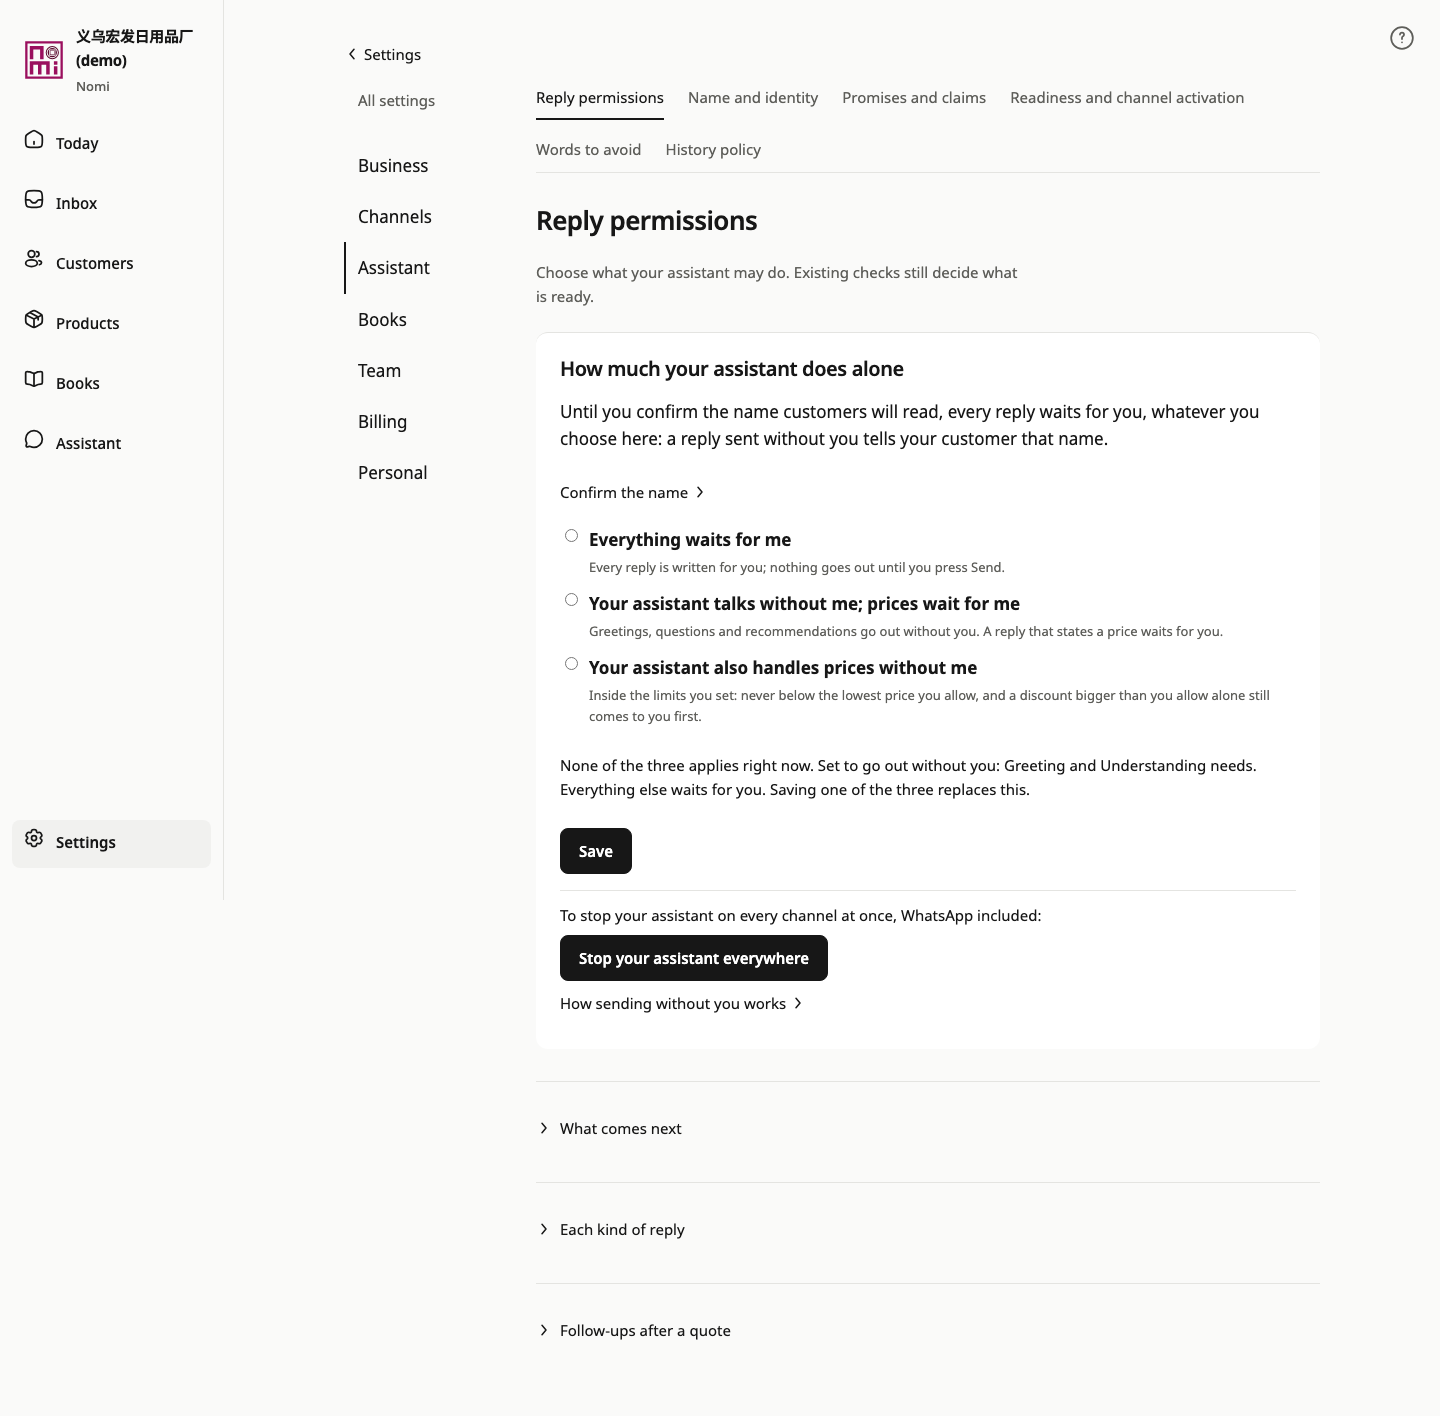 义乌宏发日用品厂
(demo)
Nomi
Today
Inbox
Customers
Products
Books
Assistant
Settings
Settings
All settings
Business
Channels
Assistant
Books
Team
Billing
Personal
Reply permissions
Name and identity
Promises and claims
Readiness and channel activation
Words to avoid
History policy
Reply permissions
Choose what your assistant may do. Existing checks still decide what
is ready.
How much your assistant does alone
Until you confirm the name customers will read, every reply waits for you, whatever you
choose here: a reply sent without you tells your customer that name.
Confirm the name
Everything waits for me
Every reply is written for you; nothing goes out until you press Send.
Your assistant talks without me; prices wait for me
Greetings, questions and recommendations go out without you. A reply that states a price waits for you.
Your assistant also handles prices without me
Inside the limits you set: never below the lowest price you allow, and a discount bigger than you allow alone still
comes to you first.
None of the three applies right now. Set to go out without you: Greeting and Understanding needs.
Everything else waits for you. Saving one of the three replaces this.
Save
To stop your assistant on every channel at once, WhatsApp included:
Stop your assistant everywhere
How sending without you works
What comes next
Each kind of reply
Follow-ups after a quote